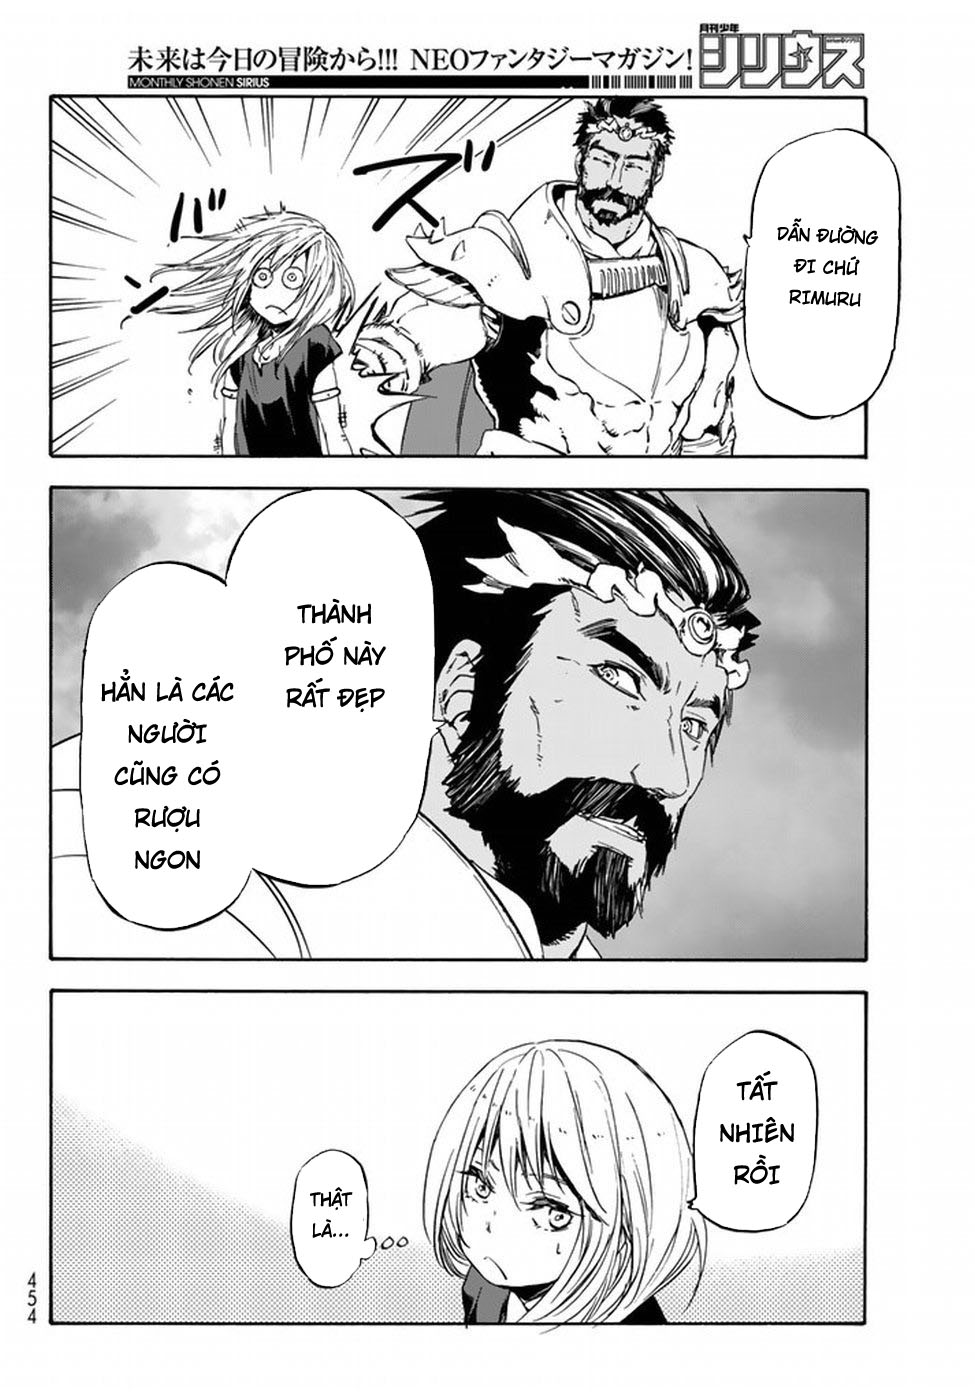 月刊少年
シリウス
未来は今日の冒険から!!! NEOファンタジーマガジン!
MONTHLY SHONEN SIRIUS
DẪN ĐƯỜNG
ĐI CHỨ
RIMURU
THÀNH
PHỐ NÀY
RẤT ĐẸP
HẲN LÀ CÁC
NGƯỜI
CŨNG CÓ
RƯỢU
NGON
TẤT
NHIÊN
RỒI
THẬT
LÀ...
454